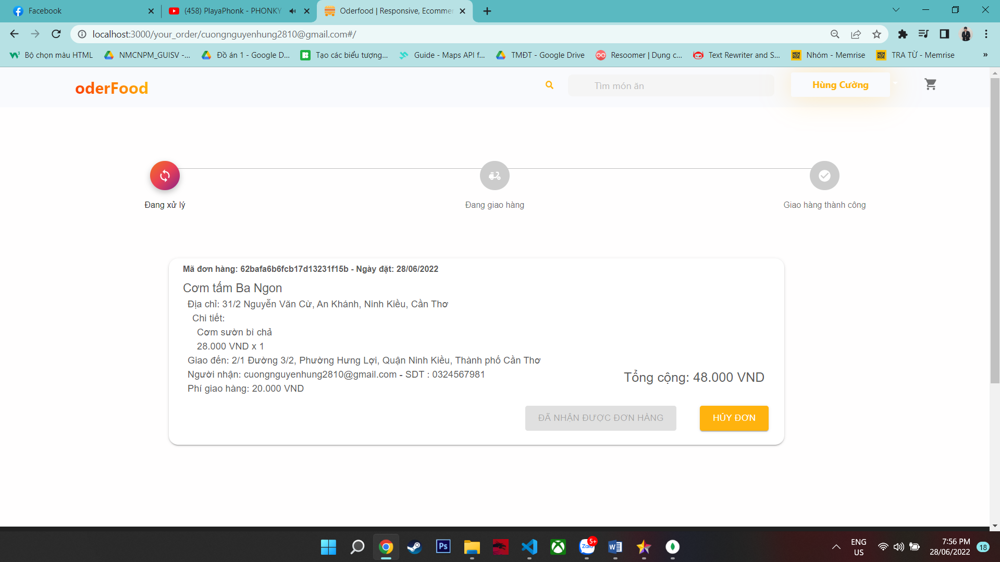 Facebook
(458) PlayaPhonk - PHONKY
Oderfood | Responsive, Ecommer
localhost:3000/your_order/cuongnguyenhung2810@gmail.com#/
Bộ chọn màu HTML
NMCNPM_GUISV -...
Đồ án 1 - Google D...
Tạo các biểu tượng...
Guide - Maps API f...
TMĐT - Google Drive
Resoomer | Dụng c...
Text Rewriter and S...
Nhóm - Memrise
TRA TỪ - Memrise
»
oderFood
Tìm món ăn
Hùng Cường
Đang xử lý
Đang giao hàng
Giao hàng thành công
Mã đơn hàng: 62bafa6b6fcb17d13231f15b - Ngày đặt: 28/06/2022
Cơm tấm Ba Ngon
Địa chỉ: 31/2 Nguyễn Văn Cừ, An Khánh, Ninh Kiều, Cần Thơ
Chi tiết:
Cơm sườn bì chả
28.000 VND x 1
Giao đến: 2/1 Đường 3/2, Phường Hưng Lợi, Quận Ninh Kiều, Thành phố Cần Thơ
Người nhận: cuongnguyenhung2810@gmail.com - SDT : 0324567981
Phí giao hàng: 20.000 VND
Tổng cộng: 48.000 VND
ĐÃ NHẬN ĐƯỢC ĐƠN HÀNG
HỦY ĐƠN
Ps
Zalo
5+
W
ENG
US
7:56 PM
28/06/2022
18